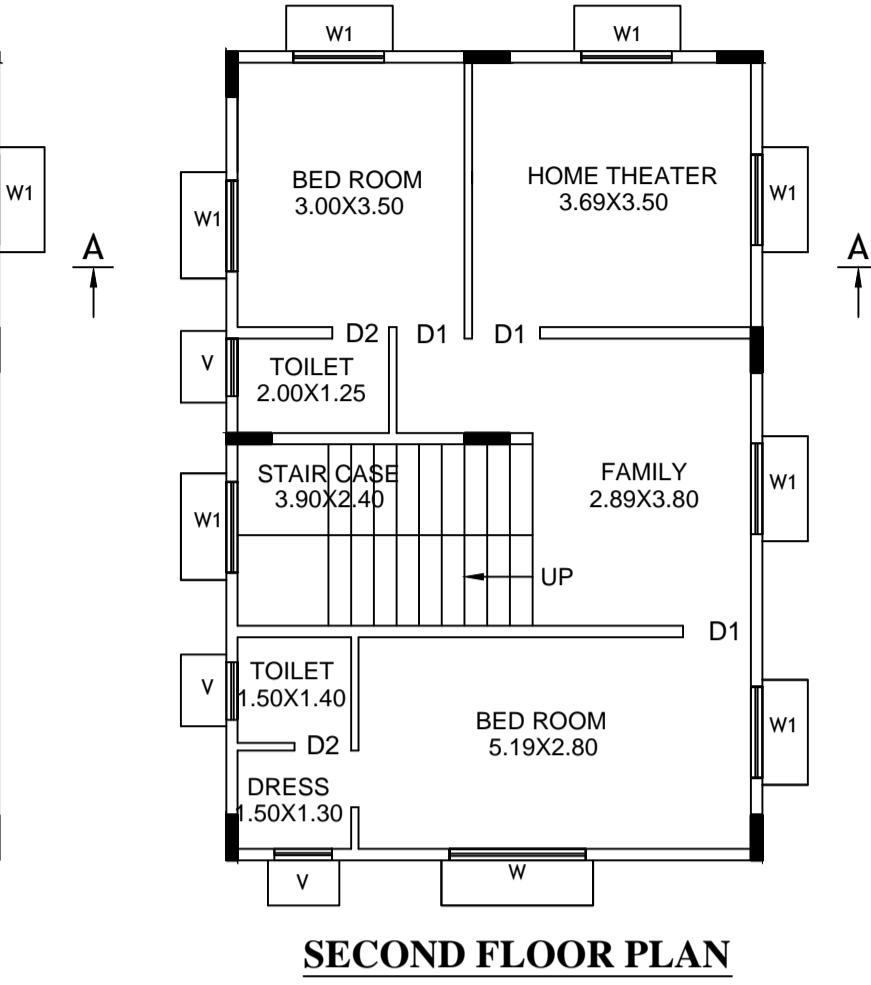 W1
W1
W1
BED ROOM
3.00X3.50
HOME THEATER
3.69X3.50
W1
W1
A
A
D2
D1
D1
V
TOILET
2.00X1.25
STAIR CASE
3.90X2.40
FAMILY
2.89X3.80
W1
W1
UP
D1
V
TOILET
1.50X1.40
BED ROOM
5.19X2.80
W1
D2
DRESS
1.50X1.30
V
W
SECOND FLOOR PLAN